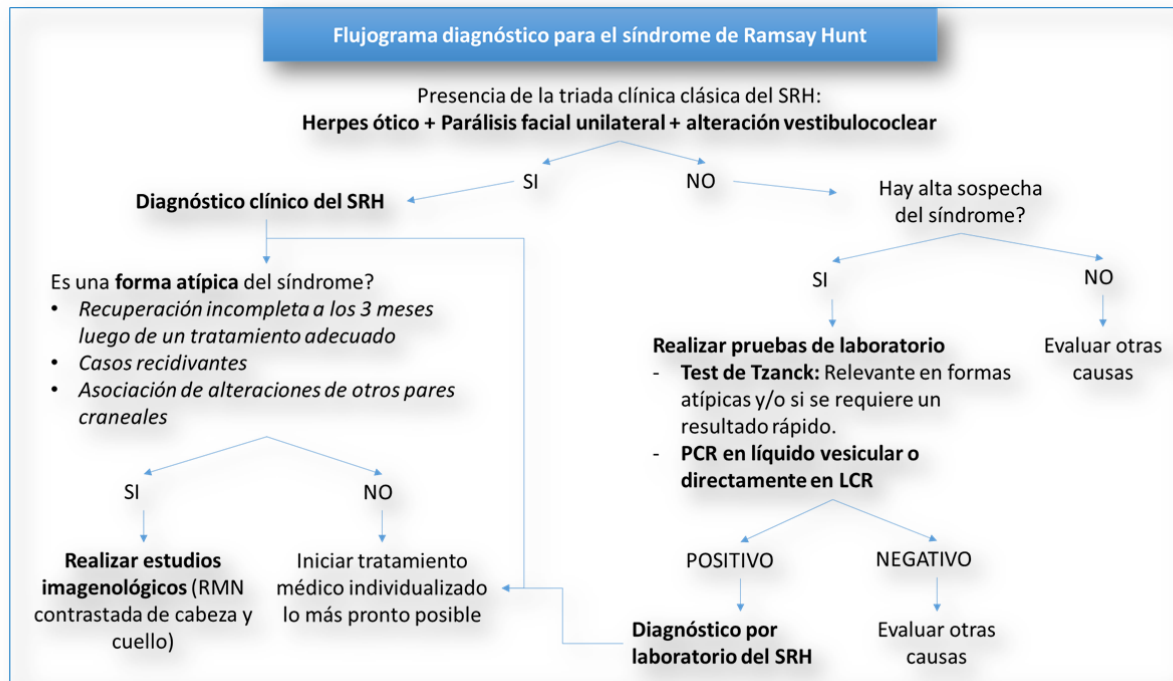 Flujograma diagnóstico para el síndrome de Ramsay Hunt
Presencia de la triada clínica clásica del SRH:
Herpes ótico + Parálisis facial unilateral + alteración vestibulococlear
SI
NO
Diagnóstico clínico del SRH
Es una forma atípica del síndrome?
• Recuperación incompleta a los 3 meses
luego de un tratamiento adecuado
• Casos recidivantes
• Asociación de alteraciones de otros pares
craneales
SI
NO
Realizar estudios
imagenológicos (RMN
contrastada de cabeza y
cuello)
Iniciar tratamiento
médico individualizado
lo más pronto posible
Hay alta sospecha
del síndrome?
SI
NO
Realizar pruebas de laboratorio
- Test de Tzanck: Relevante en formas
atípicas y/o si se requiere un
resultado rápido.
- PCR en líquido vesicular o
directamente en LCR
Evaluar otras
causas
POSITIVO
NEGATIVO
Diagnóstico por
laboratorio del SRH
Evaluar otras
causas